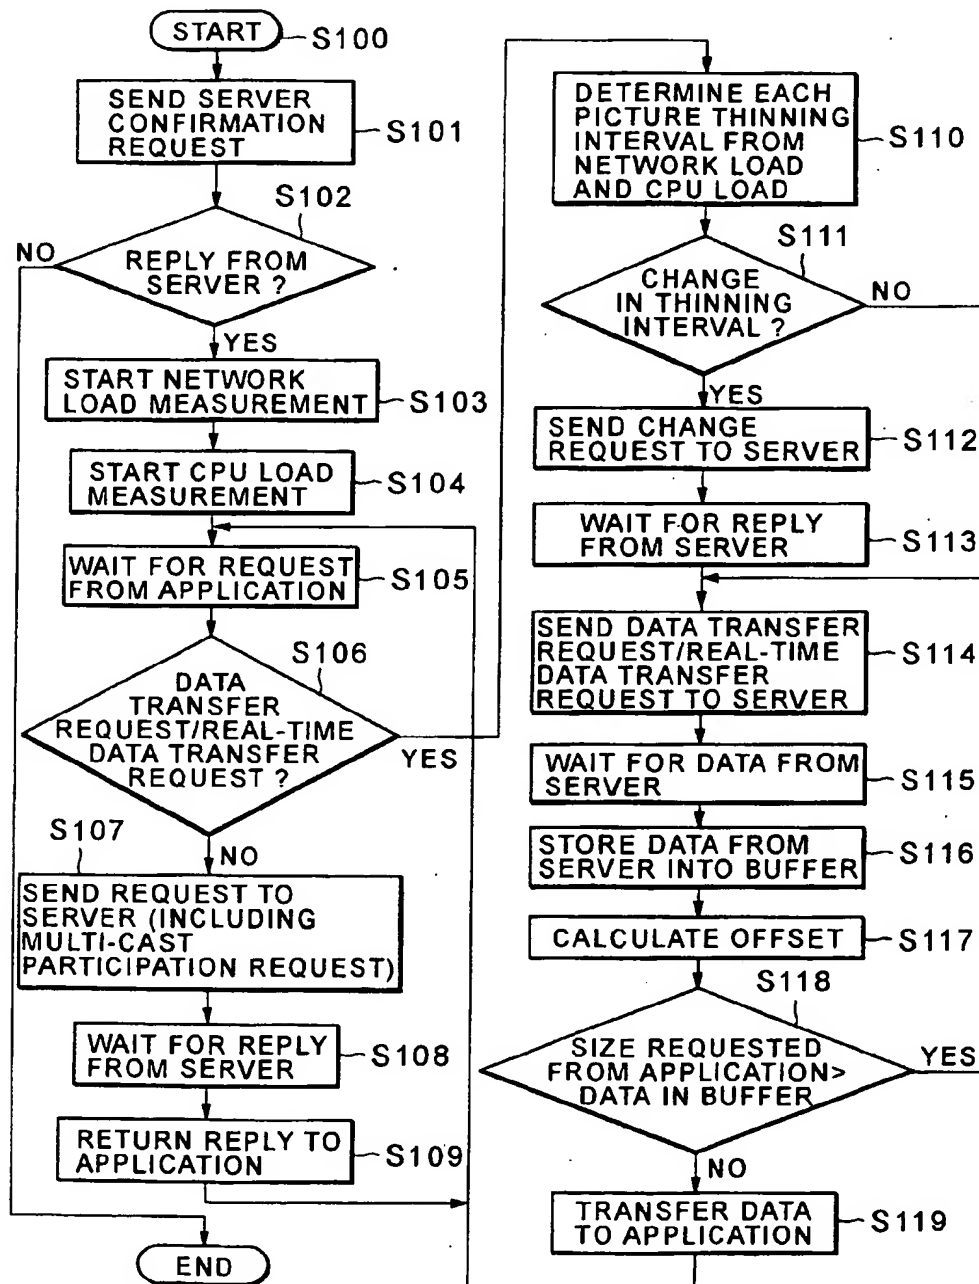 START
S100
SEND SERVER
CONFIRMATION
REQUEST
S101
S102
NO
REPLY FROM
SERVER ?
YES
START NETWORK
LOAD MEASUREMENT
S103
START CPU LOAD
MEASUREMENT
S104
WAIT FOR REQUEST
FROM APPLICATION
S105
S106
DATA
TRANSFER
REQUEST/REAL-TIME
DATA TRANSFER
REQUEST ?
YES
S107
NO
SEND REQUEST TO
SERVER (INCLUDING
MULTI-CAST
PARTICIPATION REQUEST)
WAIT FOR REPLY
FROM SERVER
S108
RETURN REPLY TO
APPLICATION
S109
END
DETERMINE EACH
PICTURE THINNING
INTERVAL FROM
NETWORK LOAD
AND CPU LOAD
S110
S111
CHANGE
IN THINNING
INTERVAL ?
NO
YES
SEND CHANGE
REQUEST TO SERVER
S112
WAIT FOR REPLY
FROM SERVER
S113
SEND DATA TRANSFER
REQUEST/REAL-TIME
DATA TRANSFER
REQUEST TO SERVER
S114
WAIT FOR DATA FROM
SERVER
S115
STORE DATA FROM
SERVER INTO BUFFER
S116
CALCULATE OFFSET
S117
S118
SIZE REQUESTED
FROM APPLICATION>
DATA IN BUFFER
YES
NO
TRANSFER DATA
TO APPLICATION
S119